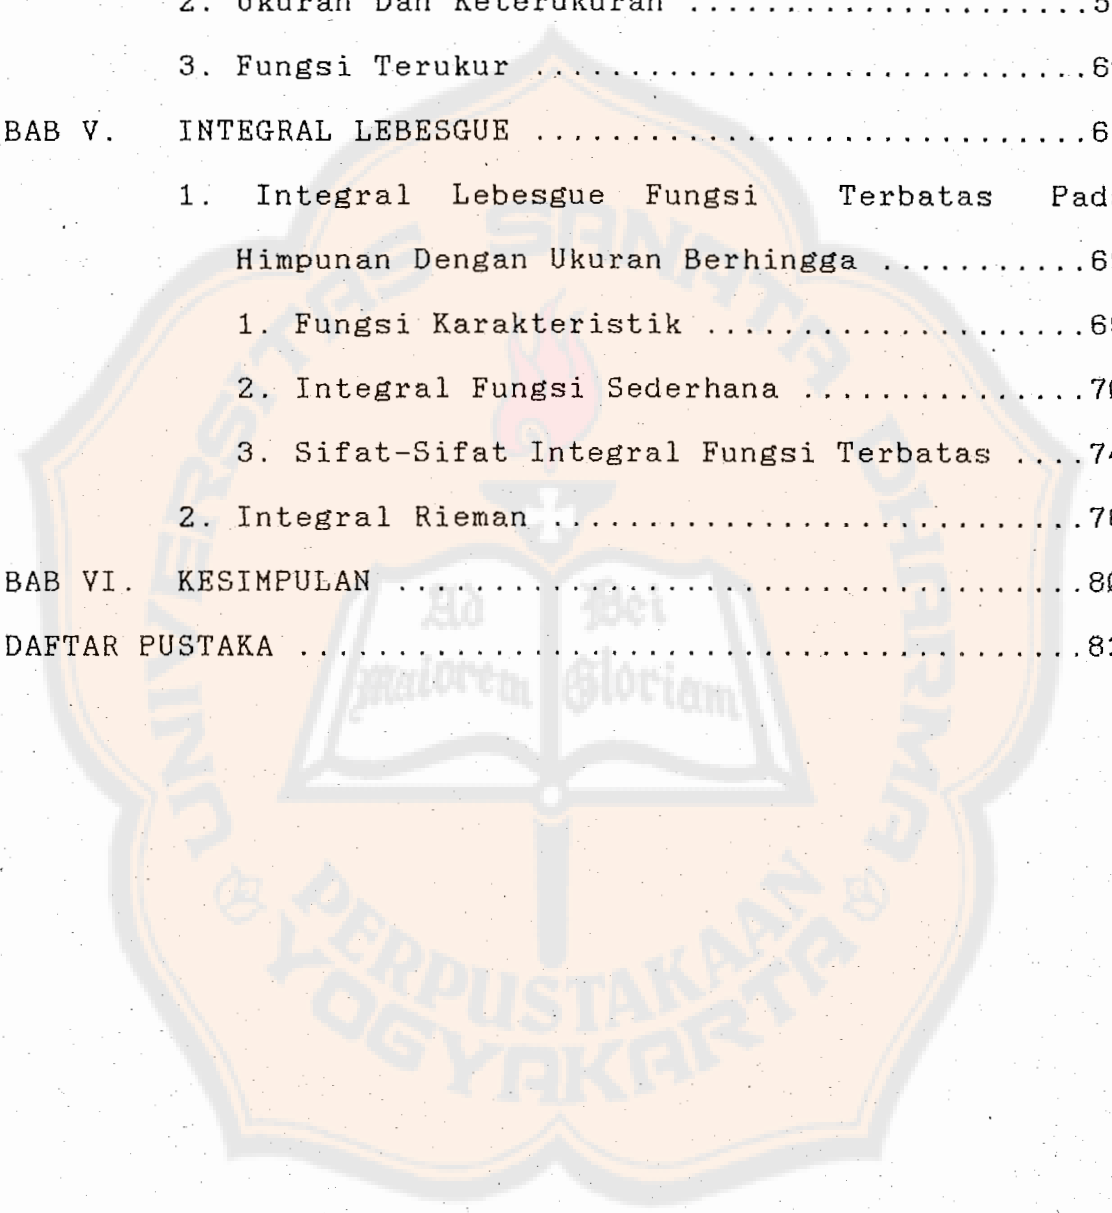 2. Ukuran Dan Keterukuran .....................5
3. Fungsi Terukur .............................6
BAB V. INTEGRAL LEBESGUE .............................6
1. Integral Lebesgue Fungsi Terbatas Pad
Himpunan Dengan Ukuran Berhingga ...........6
1. Fungsi Karakteristik ....................6
2. Integral Fungsi Sederhana ...............7
3. Sifat-Sifat Integral Fungsi Terbatas ....74
2. Integral Rieman ............................7
BAB VI. KESIMPULAN ....................................8
DAFTAR PUSTAKA .........................................8
UNIVERSITAS SANATA DHARMA
Ad Dei
Maiorem Gloriam
PERPUSTAKAAN
YOGYAKARTA